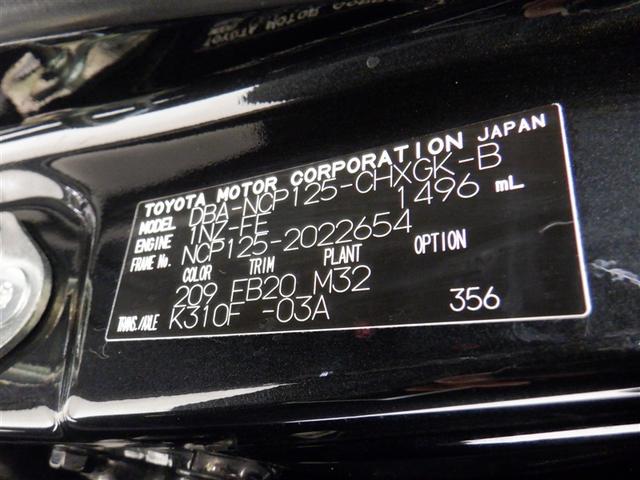 TOYOTA MOTOR CORPORATION JAPAN
MODEL DBA-NCP125-CHXGK-B
ENGINE 1NZ-FE 1496 mL
FRAME No. NCP125-2022654
COLOR TRIM PLANT OPTION
209 FB20 M32
TRANS./AXLE K310F -03A 356